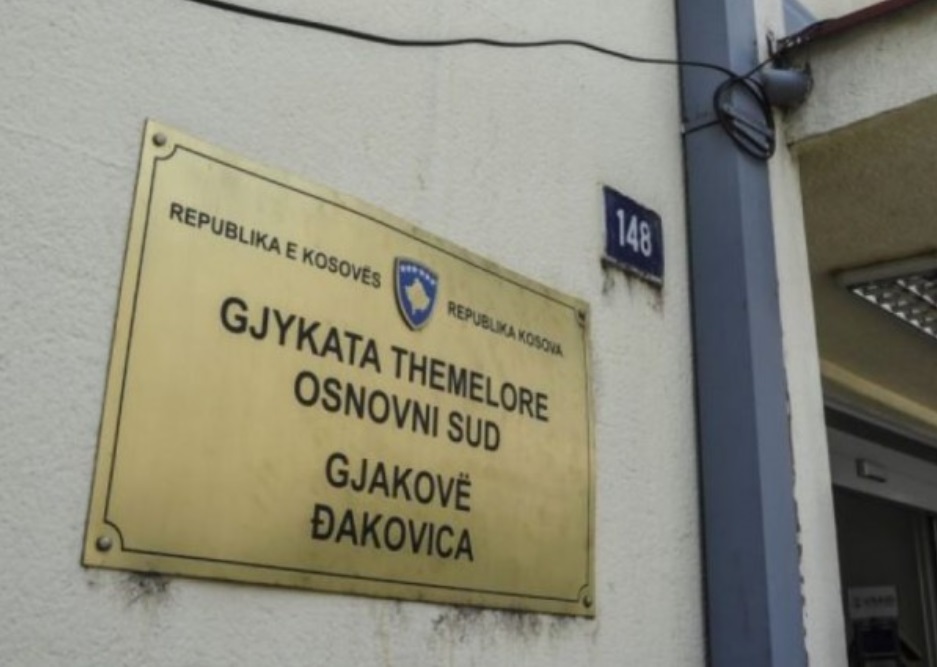 REPUBLIKA E KOSOVËS
REPUBLIKA KOSOVA
GJYKATA THEMELORE
OSNOVNI SUD
GJAKOVË
ĐAKOVICA
148